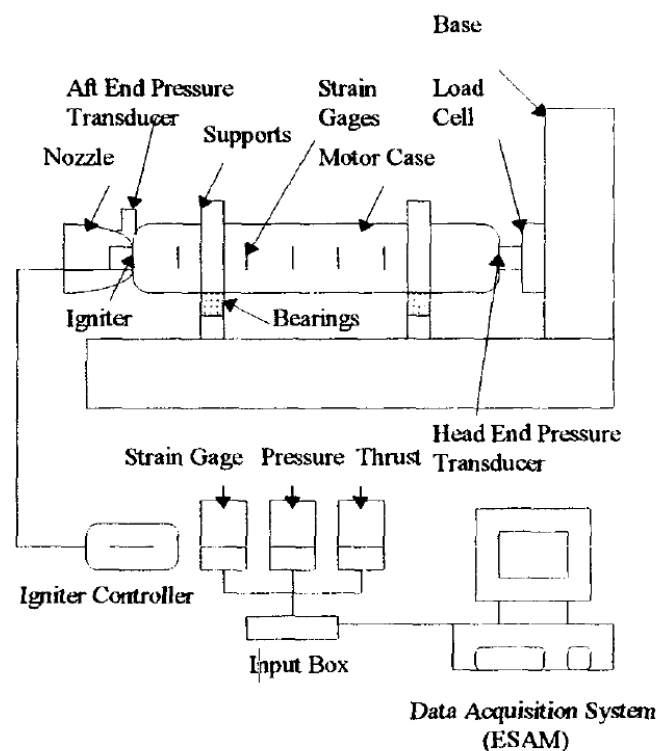 Base
Aft End Pressure
Transducer
Strain
Gages
Load
Cell
Supports
Nozzle
Motor Case
Igniter
Bearings
Head End Pressure
Transducer
Strain Gage
Pressure
Thrust
Igniter Controller
Input Box
Data Acquisition System
(ESAM)